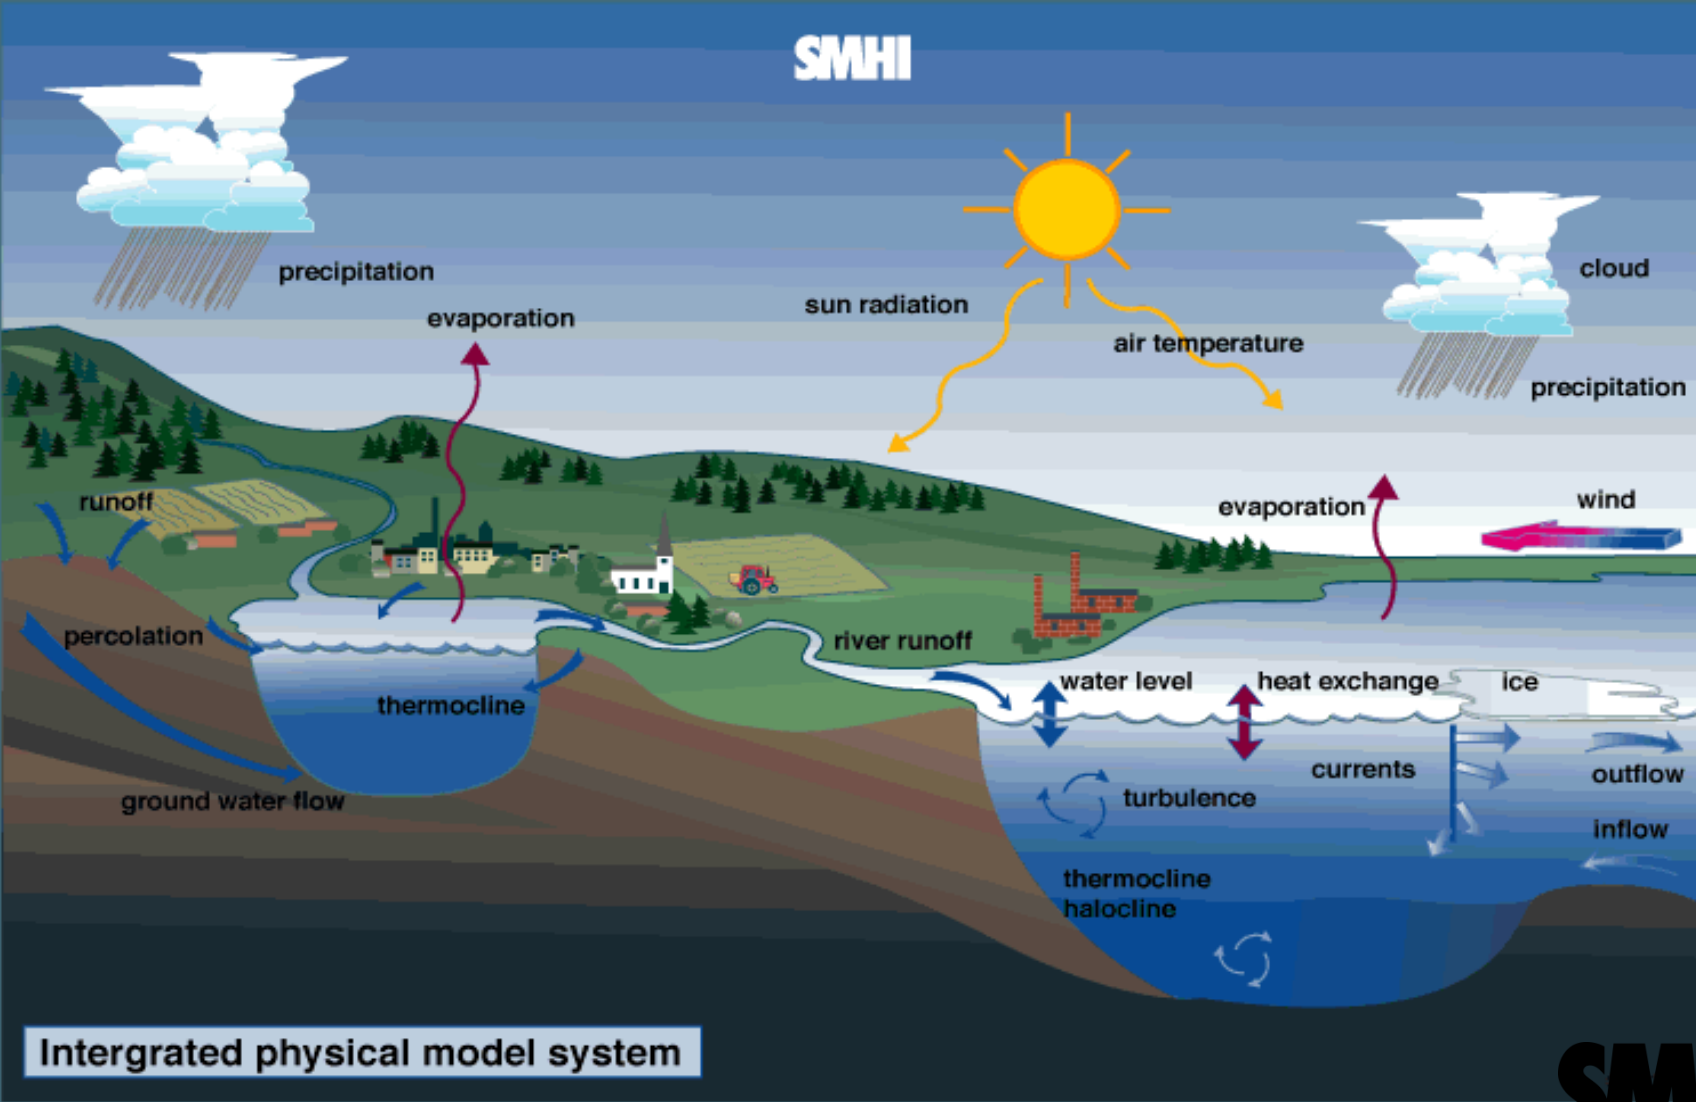 SMHI
precipitation
evaporation
sun radiation
air temperature
cloud
precipitation
runoff
evaporation
wind
percolation
river runoff
thermocline
water level
heat exchange
ice
ground water flow
currents
outflow
turbulence
inflow
thermocline
halocline
Intergrated physical model system
SM